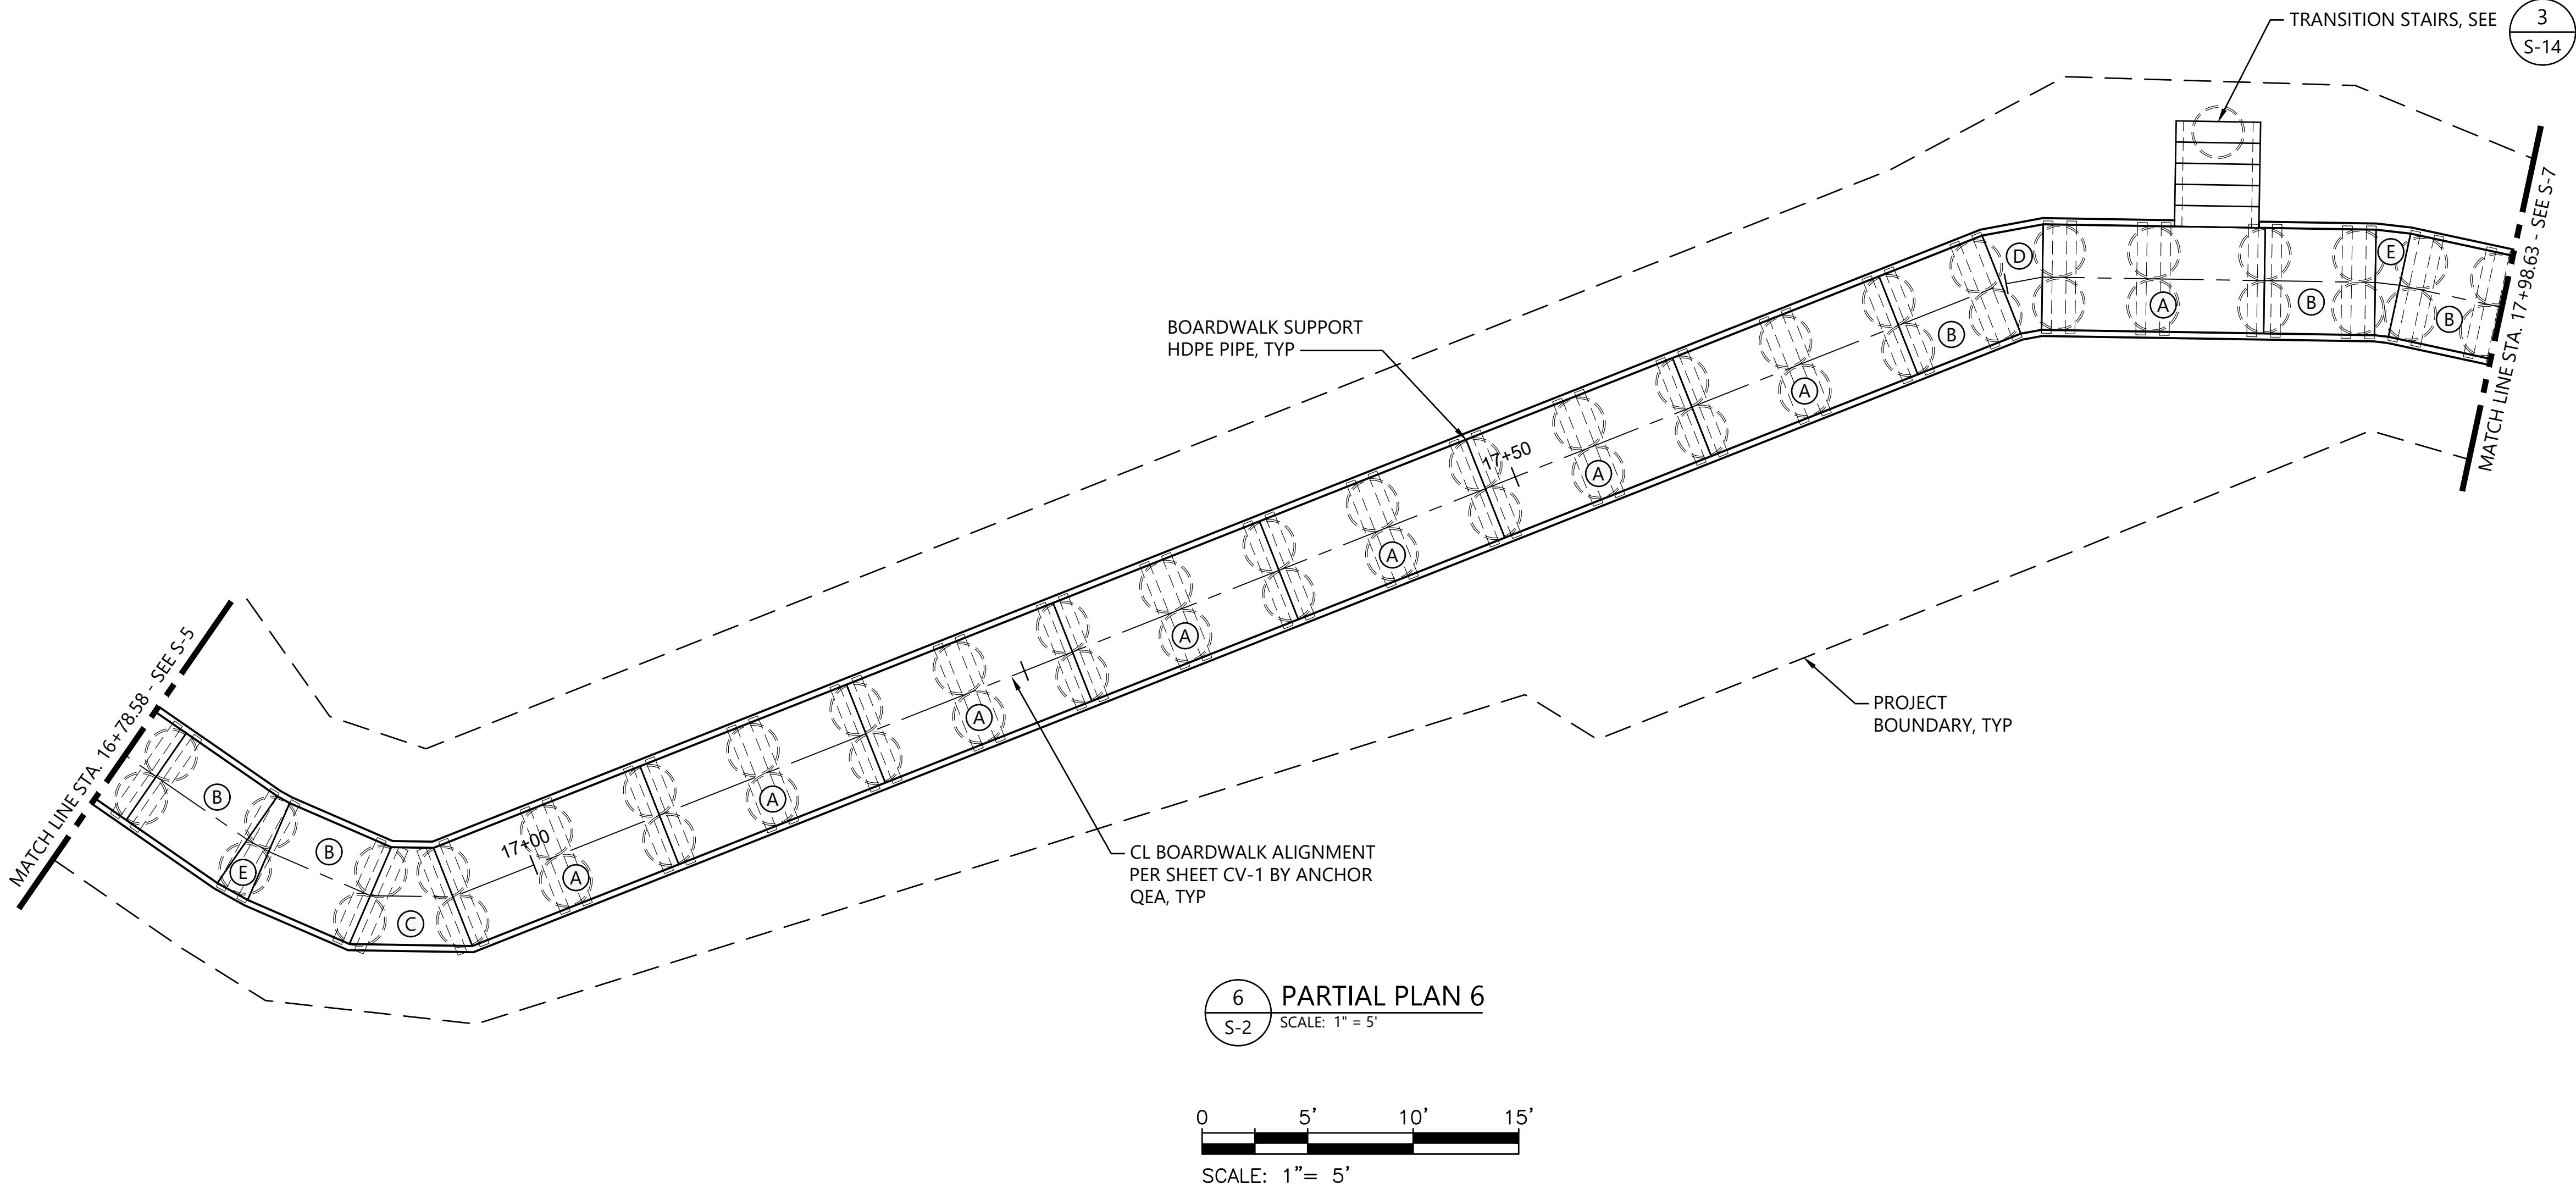 TRANSITION STAIRS, SEE
3
S-14
MATCH LINE STA. 17+98.63 - SEE S-7
D
E
A
B
B
BOARDWALK SUPPORT
HDPE PIPE, TYP
B
A
17+50
A
A
A
A
A
17+00
A
MATCH LINE STA. 16+78.58 - SEE S-5
B
B
E
C
PROJECT
BOUNDARY, TYP
CL BOARDWALK ALIGNMENT
PER SHEET CV-1 BY ANCHOR
QEA, TYP
6
S-2
PARTIAL PLAN 6
SCALE: 1" = 5'
0 5’ 10’ 15’
SCALE: 1”= 5’